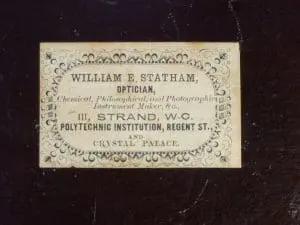 WILLIAM E. STATHAM,
OPTICIAN,
Chemical, Philosophical, and Photographic
Instrument Maker, &c.,
111, STRAND, W.C.
POLYTECHNIC INSTITUTION, REGENT ST.,
AND
CRYSTAL PALACE.